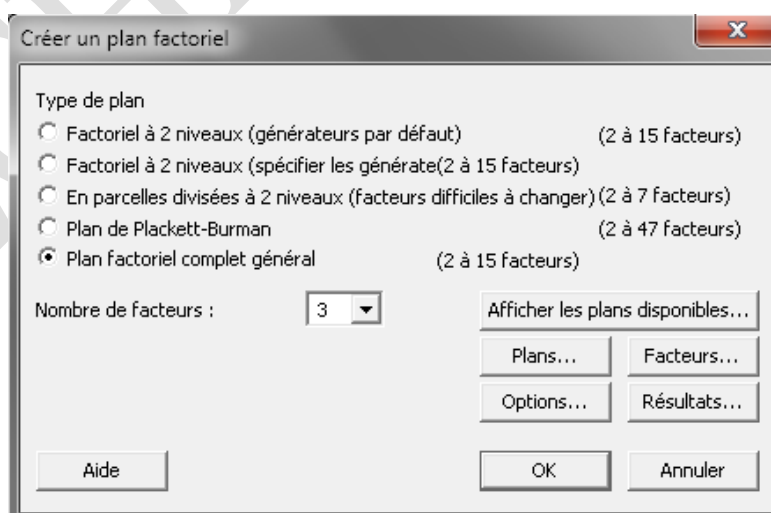 Créer un plan factoriel
Type de plan
Factoriel à 2 niveaux (générateurs par défaut) (2 à 15 facteurs)
Factoriel à 2 niveaux (spécifier les générate(2 à 15 facteurs)
En parcelles divisées à 2 niveaux (facteurs difficiles à changer) (2 à 7 facteurs)
Plan de Plackett-Burman (2 à 47 facteurs)
Plan factoriel complet général (2 à 15 facteurs)
Nombre de facteurs : 3 Afficher les plans disponibles...
Plans... Facteurs...
Options... Résultats...
Aide OK Annuler